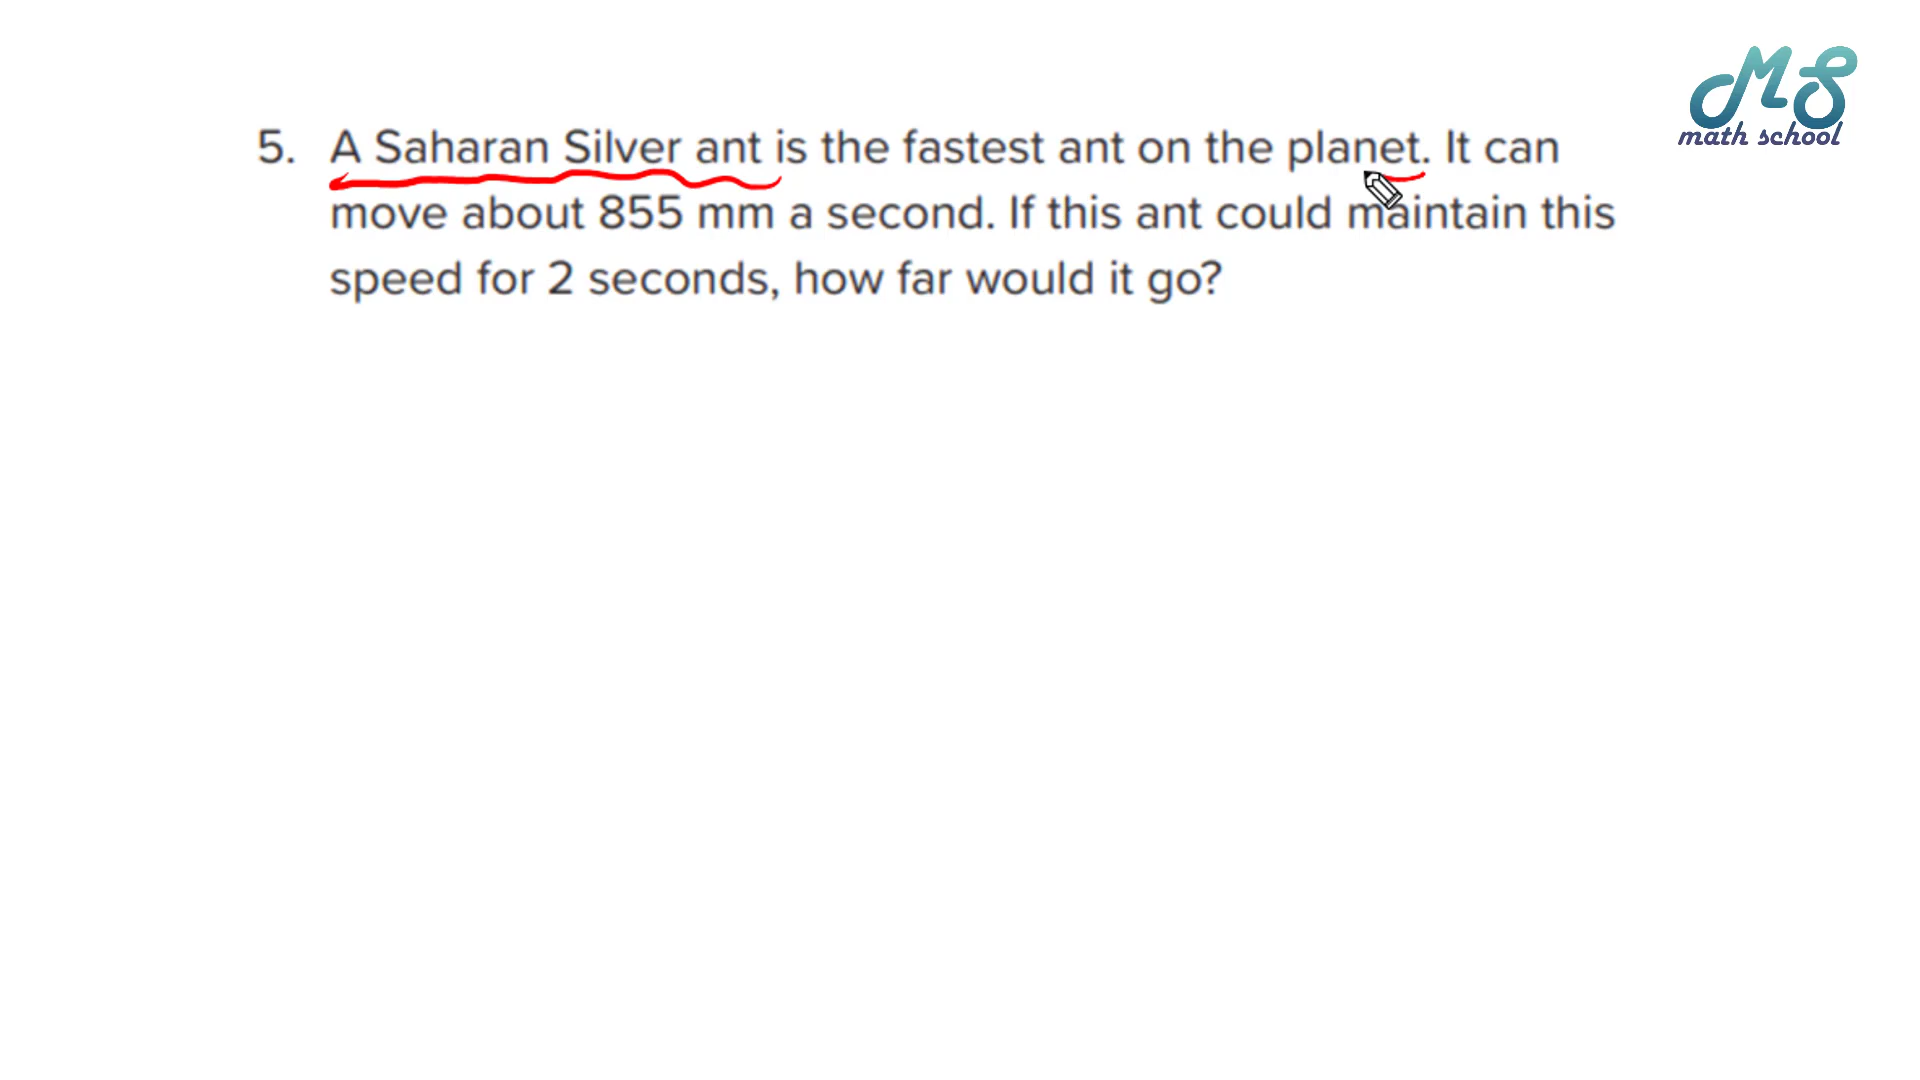 MS
math school
5. A Saharan Silver ant is the fastest ant on the planet. It can
move about 855 mm a second. If this ant could maintain this
speed for 2 seconds, how far would it go?